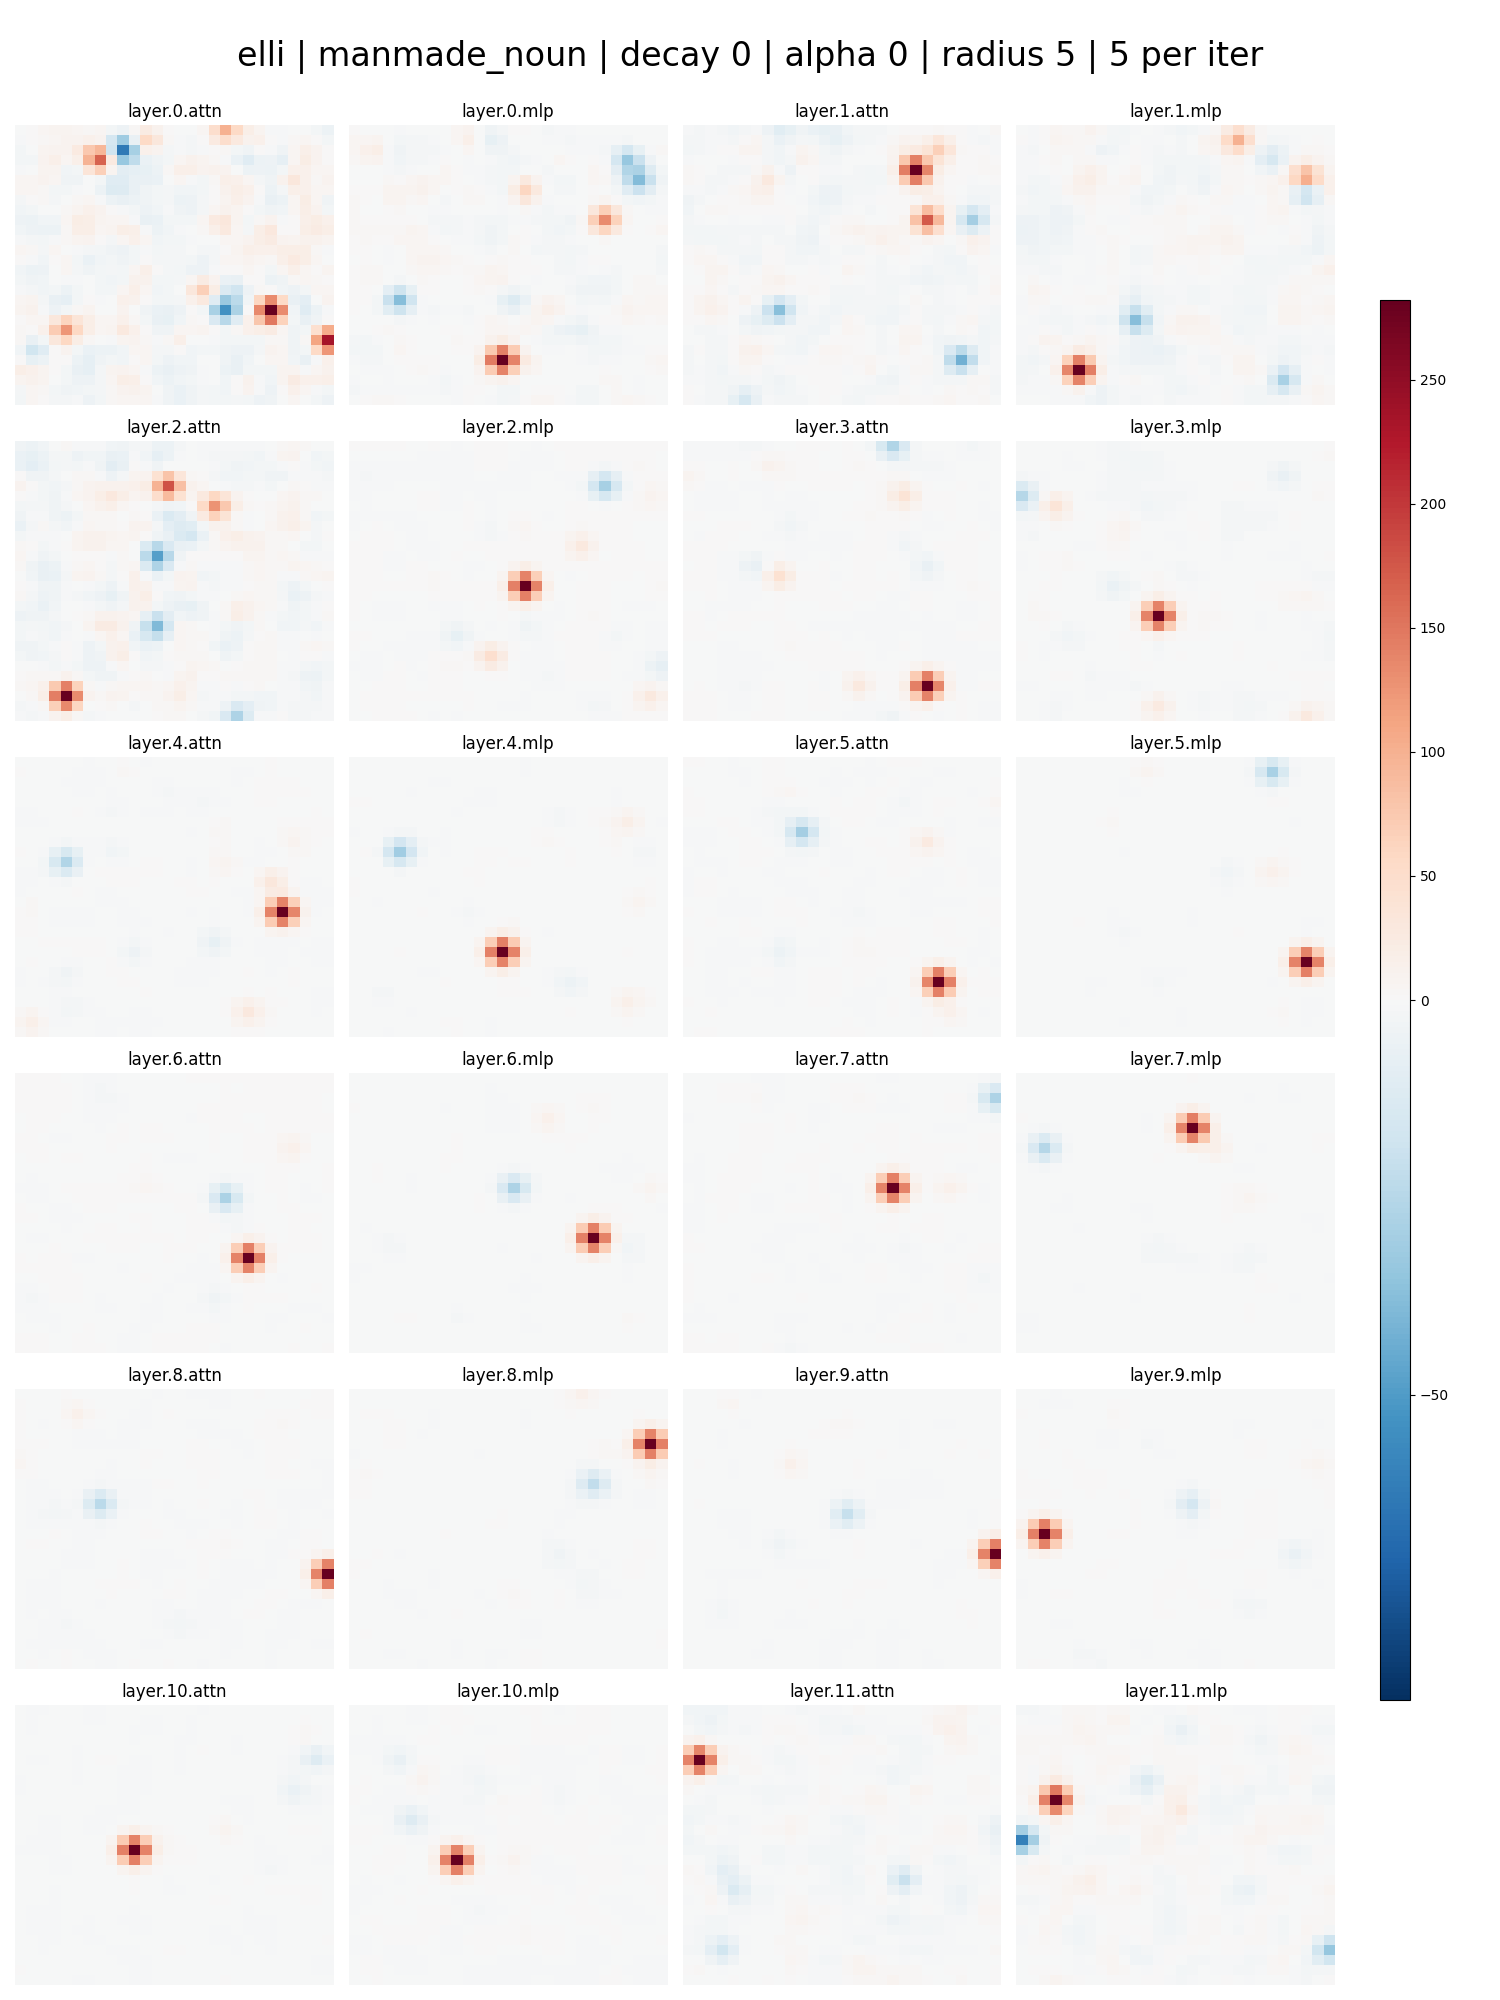 elli | manmade_noun | decay 0 | alpha 0 | radius 5 | 5 per iter
layer.0.attn layer.0.mlp layer.1.attn layer.1.mlp
layer.2.attn layer.2.mlp layer.3.attn layer.3.mlp
layer.4.attn layer.4.mlp layer.5.attn layer.5.mlp
layer.6.attn layer.6.mlp layer.7.attn layer.7.mlp
layer.8.attn layer.8.mlp layer.9.attn layer.9.mlp
layer.10.attn layer.10.mlp layer.11.attn layer.11.mlp
250
200
150
100
50
0
−50